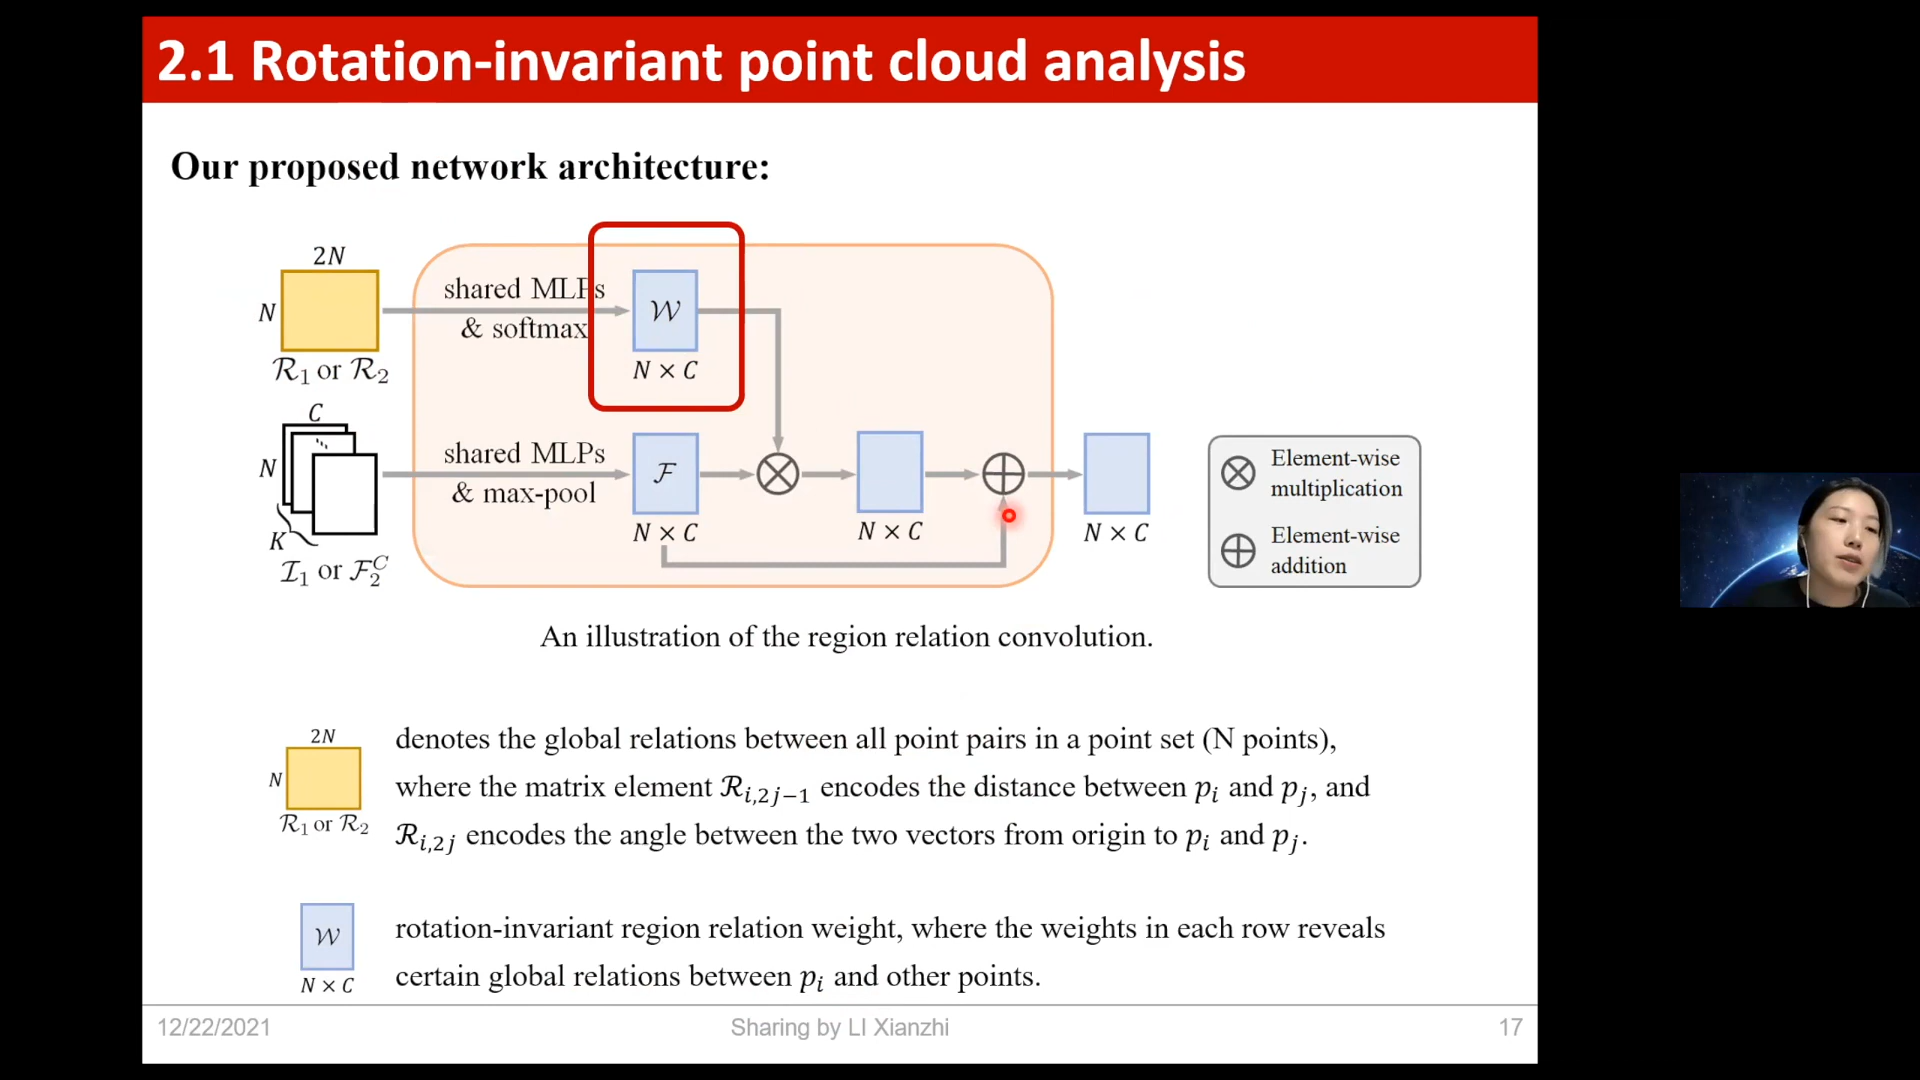 2.1 Rotation-invariant point cloud analysis
Our proposed network architecture:
2N
N
ℛ₁ or ℛ₂
shared MLPs
& softmax
𝒲
N × C
C
N
K
ℐ₁ or ℱ₂ᶜ
shared MLPs
& max-pool
ℱ
N × C
N × C
N × C
Element-wise
multiplication
Element-wise
addition
An illustration of the region relation convolution.
2N
N
ℛ₁ or ℛ₂
denotes the global relations between all point pairs in a point set (N points),
where the matrix element ℛᵢ,₂ⱼ₋₁ encodes the distance between pᵢ and pⱼ, and
ℛᵢ,₂ⱼ encodes the angle between the two vectors from origin to pᵢ and pⱼ.
𝒲
N × C
rotation-invariant region relation weight, where the weights in each row reveals
certain global relations between pᵢ and other points.
12/22/2021
Sharing by LI Xianzhi
17